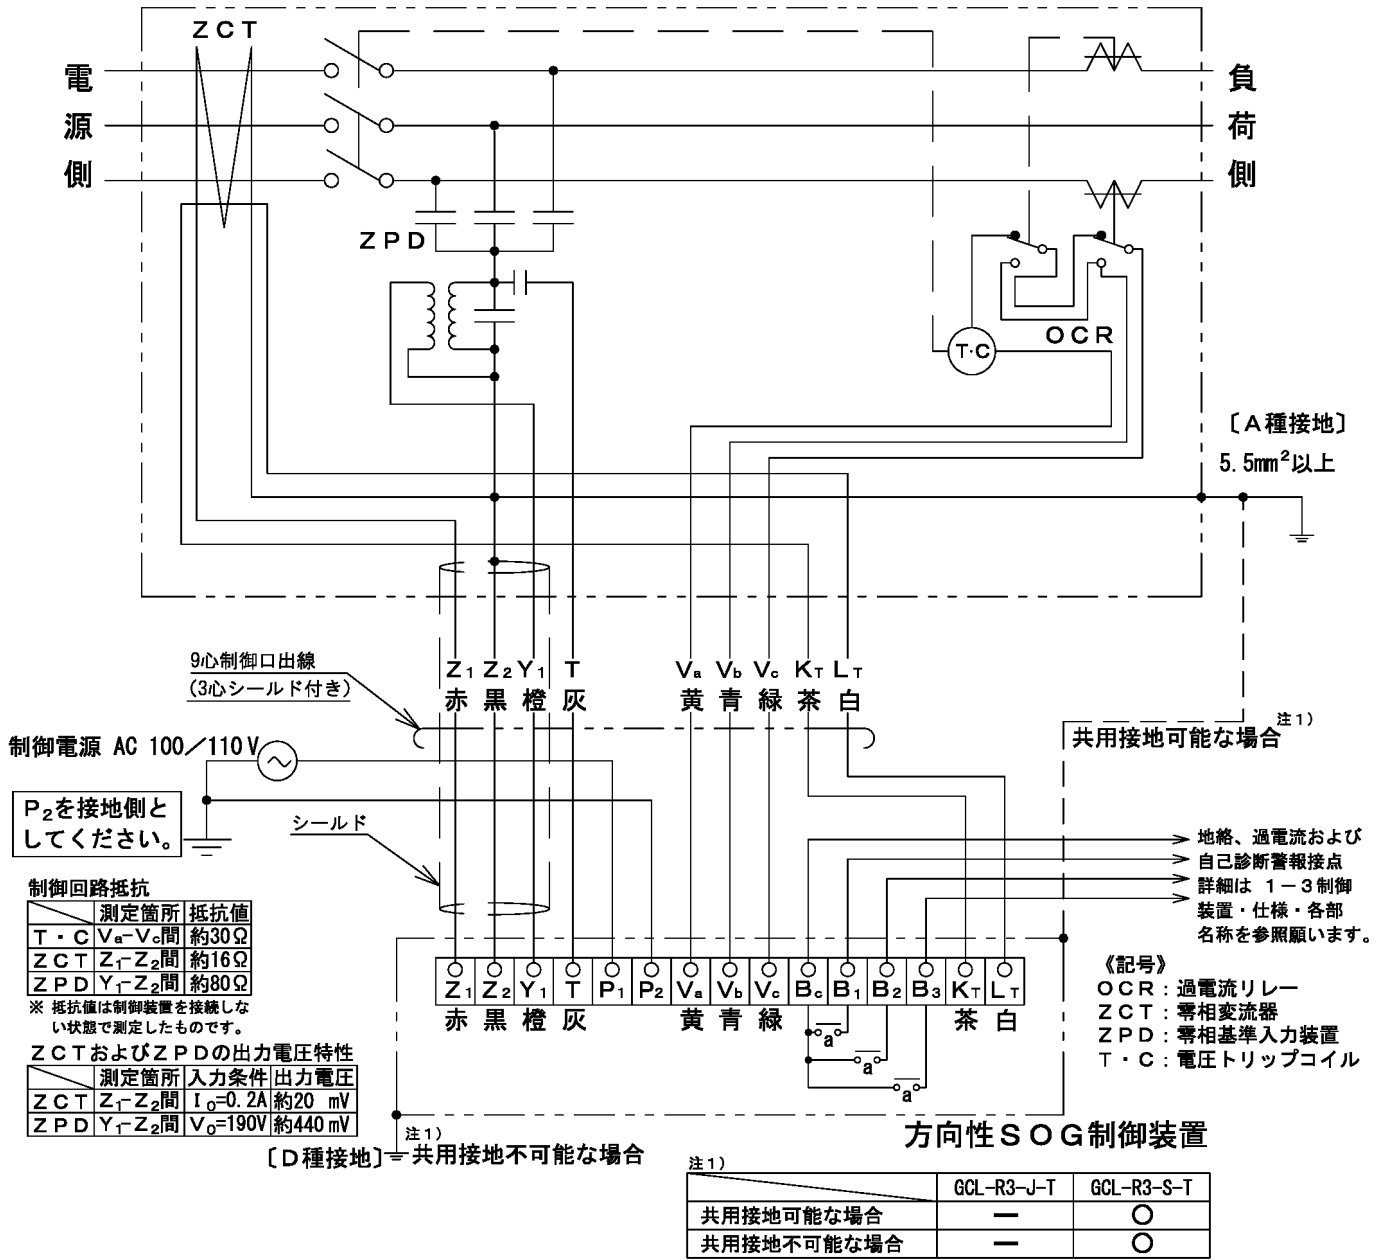 ZCT
電源側
負荷側
ZPD
OCR
T・C
〔A種接地〕
5.5mm²以上
9心制御口出線
(3心シールド付き)
Z₁ Z₂ Y₁ T Va Vb Vc KT LT
赤 黒 橙 灰 黄 青 緑 茶 白
制御電源 AC 100/110V
注1)
共用接地可能な場合
P₂を接地側と
してください。
シールド
地絡、過電流および
自己診断警報接点
詳細は 1-3制御
装置・仕様・各部
名称を参照願います。
制御回路抵抗
測定箇所 抵抗値
T・C Va-Vc間 約30Ω
ZCT Z₁-Z₂間 約16Ω
ZPD Y₁-Z₂間 約80Ω
※ 抵抗値は制御装置を接続しな
い状態で測定したものです。
ZCTおよびZPDの出力電圧特性
測定箇所 入力条件 出力電圧
ZCT Z₁-Z₂間 I₀=0.2A 約20 mV
ZPD Y₁-Z₂間 V₀=190V 約440mV
Z₁ Z₂ Y₁ T P₁ P₂ Va Vb Vc Bc B₁ B₂ B₃ KT LT
赤 黒 橙 灰 黄 青 緑 茶 白
a
a
a
《記号》
OCR：過電流リレー
ZCT：零相変流器
ZPD：零相基準入力装置
T・C：電圧トリップコイル
方向性SOG制御装置
注1)
〔D種接地〕 共用接地不可能な場合
注1)
GCL-R3-J-T GCL-R3-S-T
共用接地可能な場合 ー ○
共用接地不可能な場合 ー ○